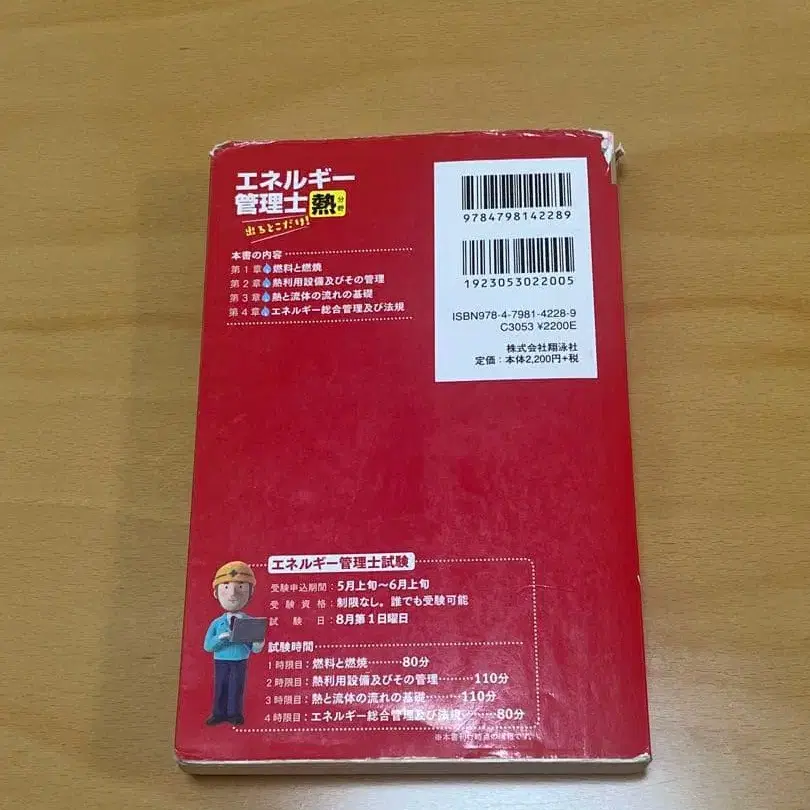 エネルギー
管理士 熱 分野
出るとこだけ!
本書の内容
第1章 燃料と燃焼
第2章 熱利用設備及びその管理
第3章 熱と流体の流れの基礎
第4章 エネルギー総合管理及び法規
9784798142289
1923053022005
ISBN978-4-7981-4228-9
C3053 ¥2200E
株式会社翔泳社
定価：本体2,200円+税
エネルギー管理士試験
受験申込期間：5月上旬〜6月上旬
受験資格：制限なし。誰でも受験可能
試験日：8月第1日曜日
試験時間
1時限目：燃料と燃焼………80分
2時限目：熱利用設備及びその管理………110分
3時限目：熱と流体の流れの基礎………110分
4時限目：エネルギー総合管理及び法規………80分
※本書刊行時点の情報です。